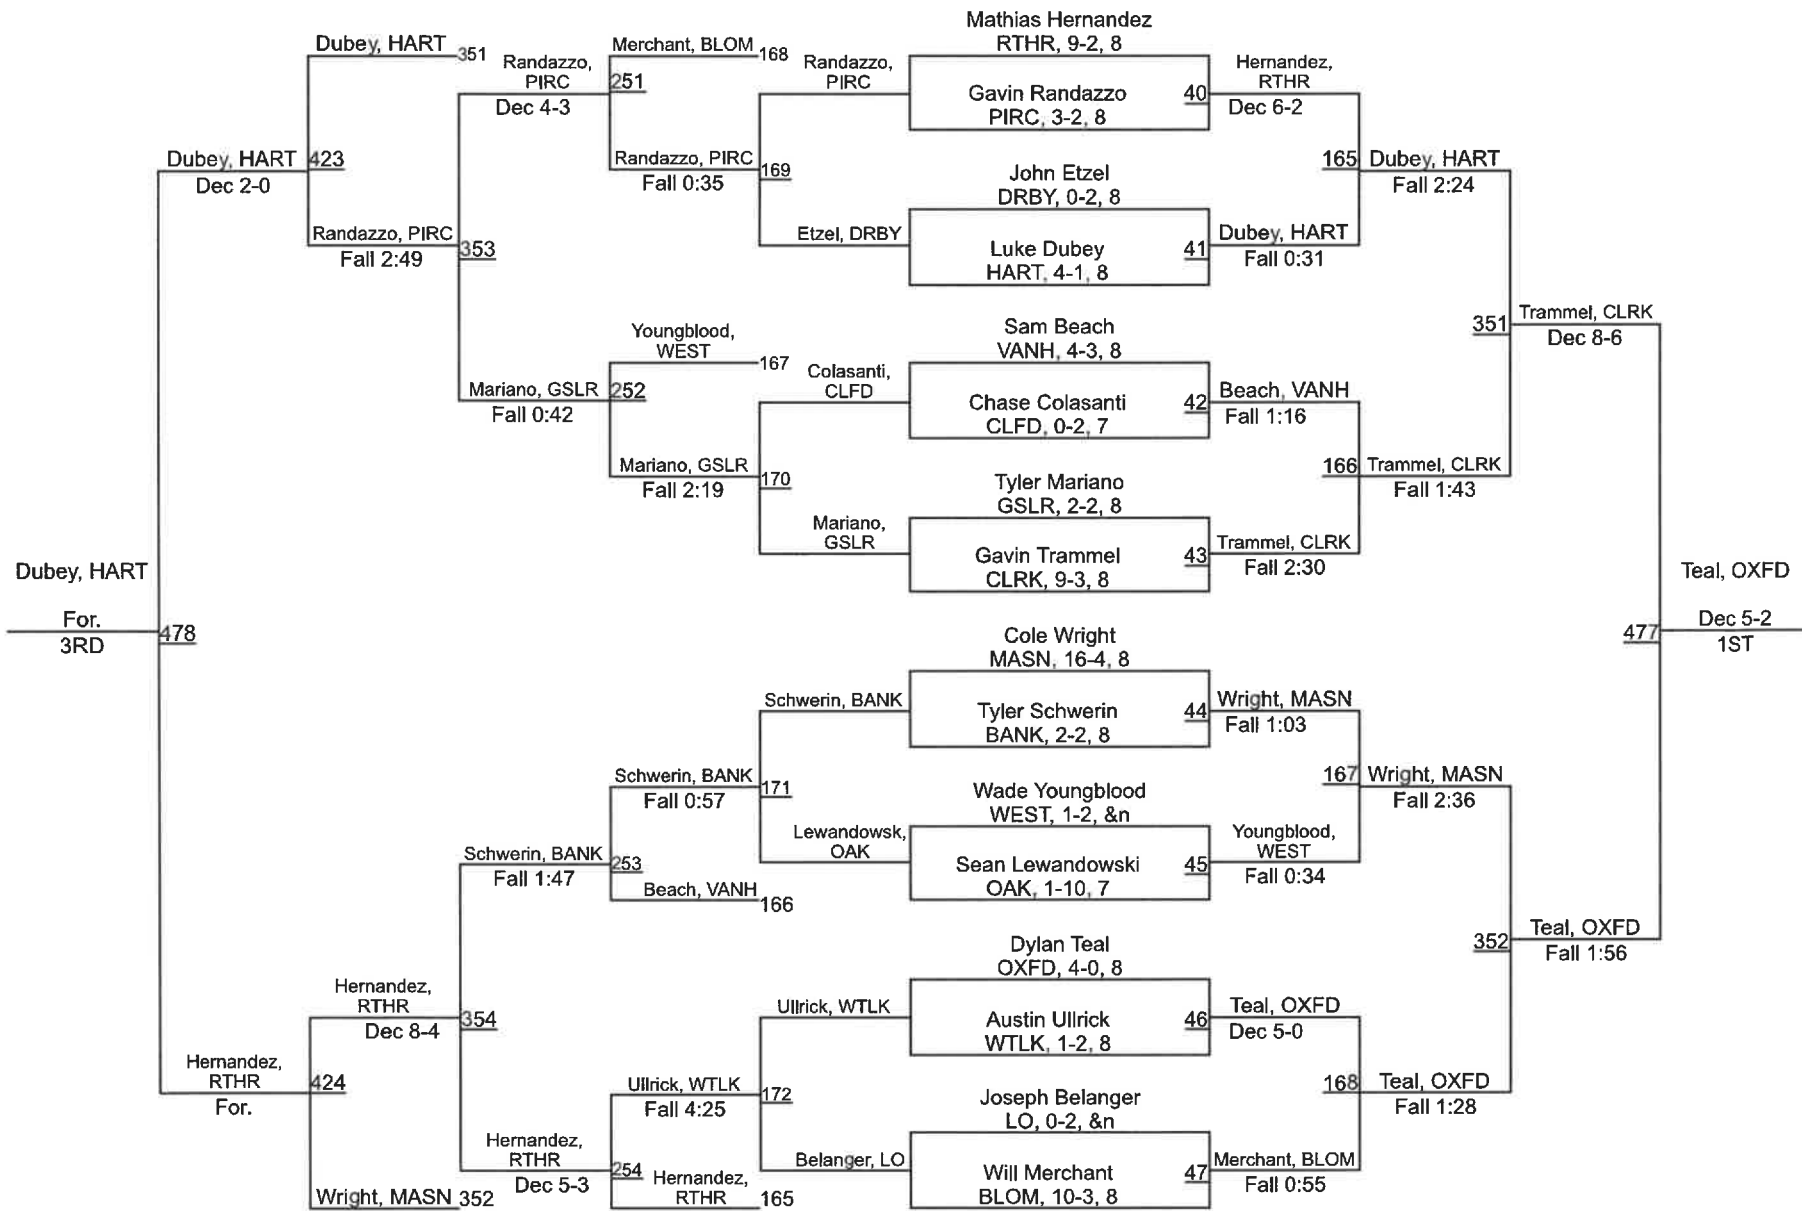 Mathias Hernandez
RTHR, 9-2, 8
Gavin Randazzo
PIRC, 3-2, 8
John Etzel
DRBY, 0-2, 8
Luke Dubey
HART, 4-1, 8
Sam Beach
VANH, 4-3, 8
Chase Colasanti
CLFD, 0-2, 7
Tyler Mariano
GSLR, 2-2, 8
Gavin Trammel
CLRK, 9-3, 8
Cole Wright
MASN, 16-4, 8
Tyler Schwerin
BANK, 2-2, 8
Wade Youngblood
WEST, 1-2, &n
Sean Lewandowski
OAK, 1-10, 7
Dylan Teal
OXFD, 4-0, 8
Austin Ullrick
WTLK, 1-2, 8
Joseph Belanger
LO, 0-2, &n
Will Merchant
BLOM, 10-3, 8
40
Hernandez,
RTHR
Dec 6-2
41
Dubey, HART
Fall 0:31
42
Beach, VANH
Fall 1:16
43
Trammel, CLRK
Fall 2:30
44
Wright, MASN
Fall 1:03
45
Youngblood,
WEST
Fall 0:34
46
Teal, OXFD
Dec 5-0
47
Merchant, BLOM
Fall 0:55
165
Dubey, HART
Fall 2:24
166
Trammel, CLRK
Fall 1:43
167
Wright, MASN
Fall 2:36
168
Teal, OXFD
Fall 1:28
351
Trammel, CLRK
Dec 8-6
352
Teal, OXFD
Fall 1:56
477
Teal, OXFD
Dec 5-2
1ST
Randazzo,
PIRC
Etzel, DRBY
Colasanti,
CLFD
Mariano,
GSLR
Schwerin, BANK
Lewandowsk,
OAK
Ullrick, WTLK
Belanger, LO
Merchant, BLOM
168
Randazzo, PIRC
Fall 0:35
169
Youngblood,
WEST
167
Mariano, GSLR
Fall 2:19
170
Schwerin, BANK
Fall 0:57
171
Beach, VANH
166
Ullrick, WTLK
Fall 4:25
172
Hernandez,
RTHR
165
Randazzo,
PIRC
Dec 4-3
251
Mariano, GSLR
Fall 0:42
252
Schwerin, BANK
Fall 1:47
253
Hernandez,
RTHR
Dec 5-3
254
Dubey, HART
351
Randazzo, PIRC
Fall 2:49
353
Hernandez,
RTHR
Dec 8-4
354
Wright, MASN
352
Dubey, HART
Dec 2-0
423
Hernandez,
RTHR
For.
424
Dubey, HART
For.
3RD
478